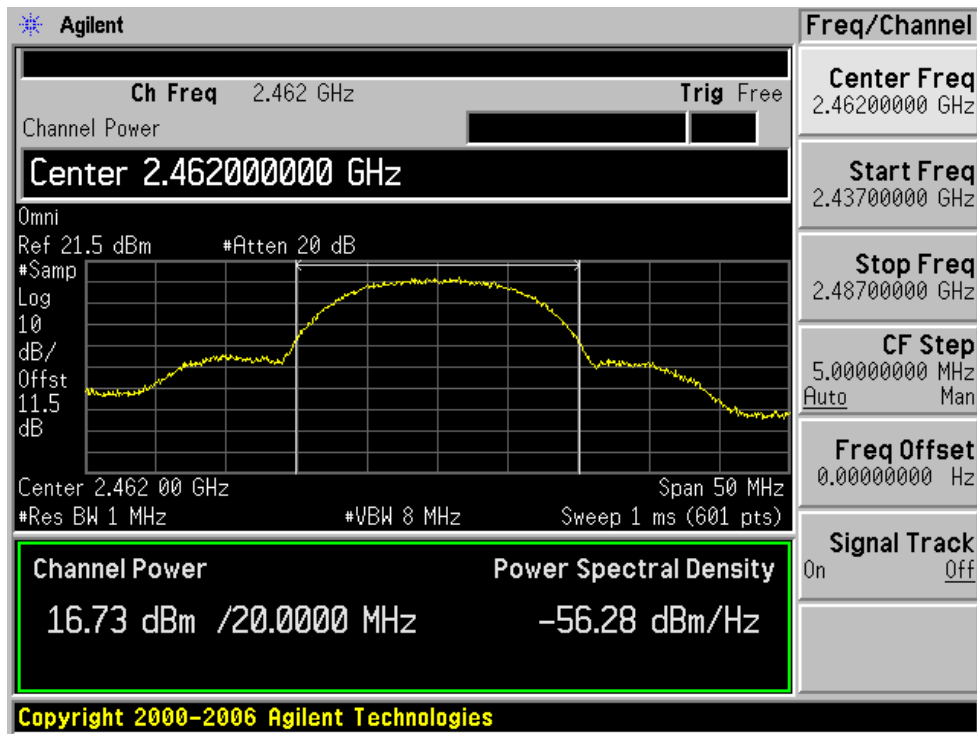 Agilent
Ch Freq 2.462 GHz Trig Free
Channel Power
Center 2.462000000 GHz
Omni
Ref 21.5 dBm #Atten 20 dB
#Samp
Log
10
dB/
Offst
11.5
dB
Center 2.462 00 GHz Span 50 MHz
#Res BW 1 MHz #VBW 8 MHz Sweep 1 ms (601 pts)
Channel Power Power Spectral Density
16.73 dBm /20.0000 MHz -56.28 dBm/Hz
Copyright 2000-2006 Agilent Technologies
Freq/Channel
Center Freq
2.46200000 GHz
Start Freq
2.43700000 GHz
Stop Freq
2.48700000 GHz
CF Step
5.00000000 MHz
Auto Man
Freq Offset
0.00000000 Hz
Signal Track
On Off